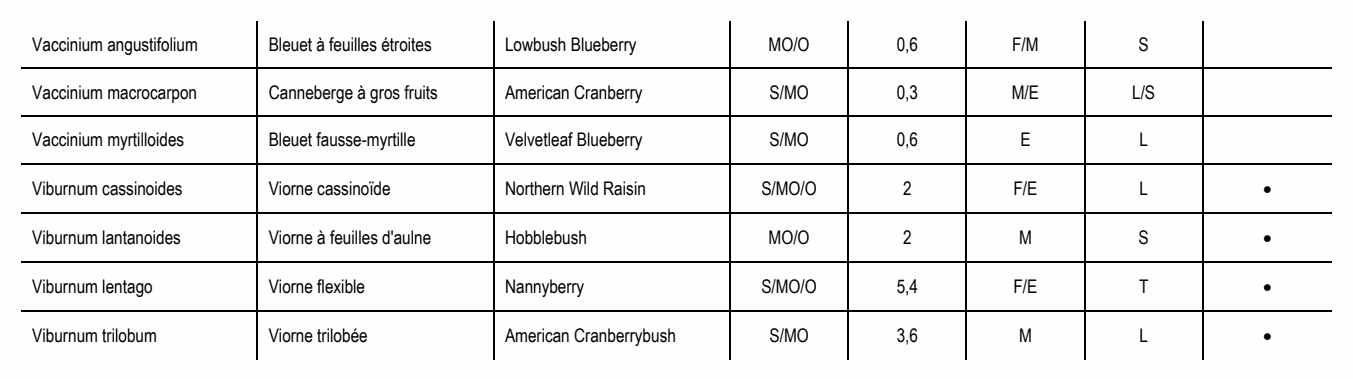 Vaccinium angustifolium Bleuet à feuilles étroites Lowbush Blueberry MO/O 0,6 F/M S
Vaccinium macrocarpon Canneberge à gros fruits American Cranberry S/MO 0,3 M/E L/S
Vaccinium myrtilloides Bleuet fausse-myrtille Velvetleaf Blueberry S/MO 0,6 E L
Viburnum cassinoides Viorne cassinoïde Northern Wild Raisin S/MO/O 2 F/E L •
Viburnum lantanoides Viorne à feuilles d'aulne Hobblebush MO/O 2 M S •
Viburnum lentago Viorne flexible Nannyberry S/MO/O 5,4 F/E T •
Viburnum trilobum Viorne trilobée American Cranberrybush S/MO 3,6 M L •